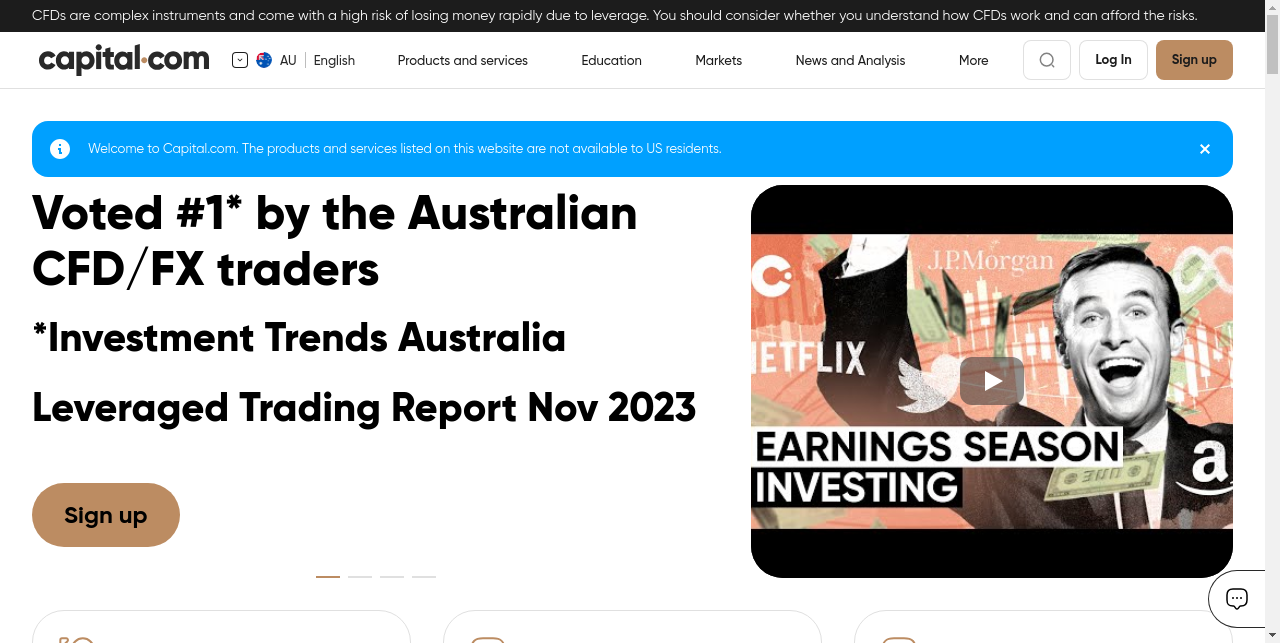 CFDs are complex instruments and come with a high risk of losing money rapidly due to leverage. You should consider whether you understand how CFDs work and can afford the risks.
capital.com
AU
English
Products and services
Education
Markets
News and Analysis
More
Log In
Sign up
Welcome to Capital.com. The products and services listed on this website are not available to US residents.
Voted #1* by the Australian
CFD/FX traders
*Investment Trends Australia
Leveraged Trading Report Nov 2023
Sign up
J.P.Morgan
NETFLIX
EARNINGS SEASON
INVESTING
a